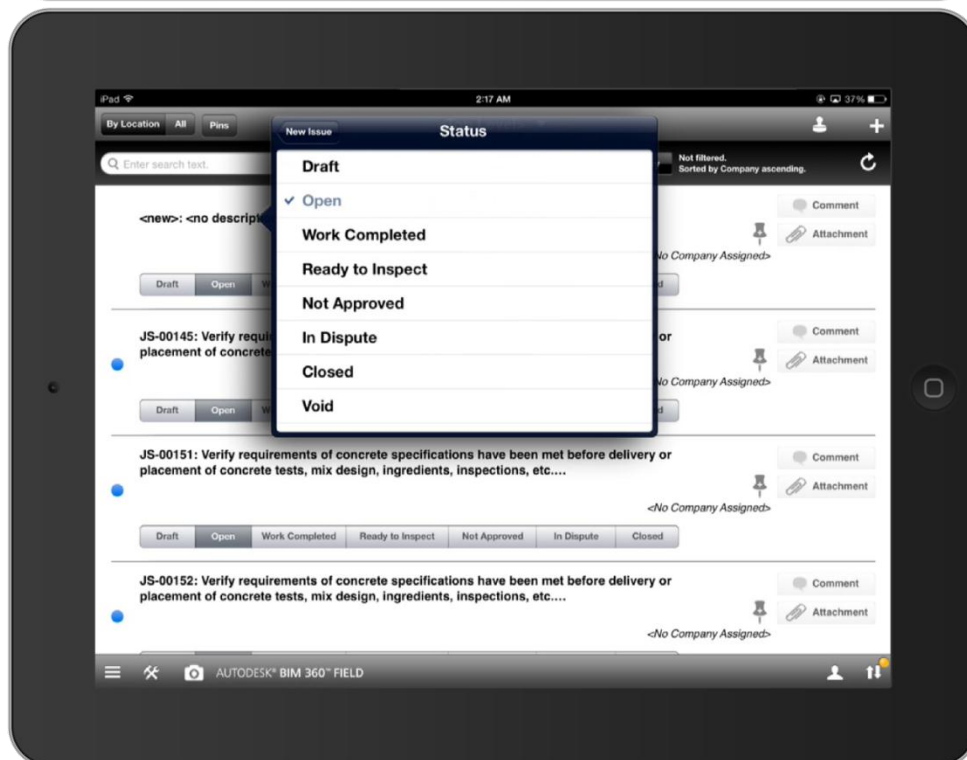 iPad
2:17 AM
37%
By Location All Pins
New Issue
Status
Enter search text.
Not filtered.
Sorted by Company ascending.
Draft
Open
Work Completed
Ready to Inspect
Not Approved
In Dispute
Closed
Void
<new>: <no descript
Comment
Attachment
No Company Assigned>
Draft Open W d
JS-00145: Verify requi or
placement of concrete
Comment
Attachment
No Company Assigned>
Draft Open W d
JS-00151: Verify requirements of concrete specifications have been met before delivery or
placement of concrete tests, mix design, ingredients, inspections, etc....
Comment
Attachment
<No Company Assigned>
Draft Open Work Completed Ready to Inspect Not Approved In Dispute Closed
JS-00152: Verify requirements of concrete specifications have been met before delivery or
placement of concrete tests, mix design, ingredients, inspections, etc....
Comment
Attachment
<No Company Assigned>
AUTODESK® BIM 360™ FIELD